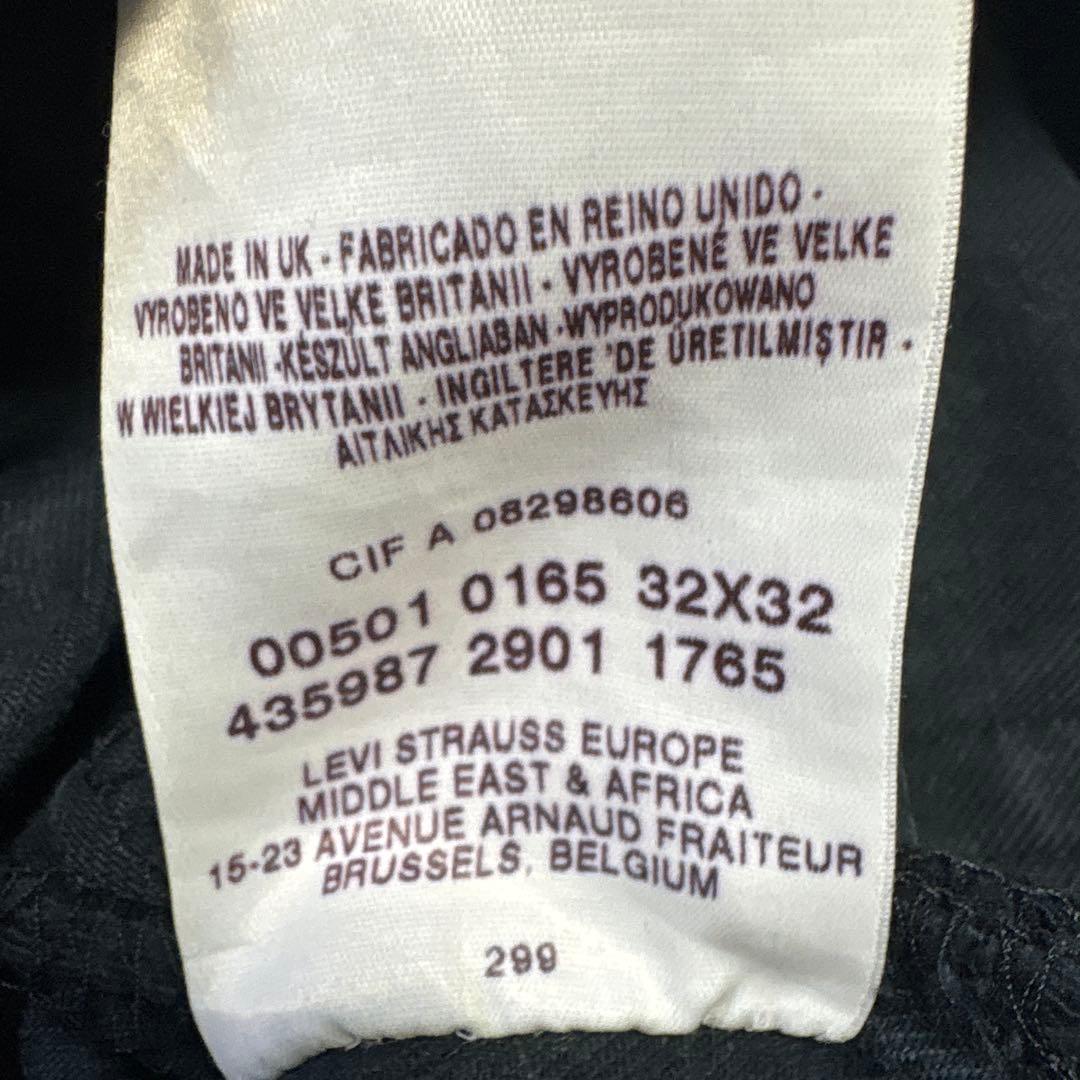 MADE IN UK - FABRICADO EN REINO UNIDO -
VYROBENO VE VELKE BRITANII - VYROBENÉ VE VELKE
BRITANII -KÉSZULT ANGLIABAN -WYPRODUKOWANO
W WIELKIEJ BRYTANII - INGILTERE 'DE ÜRETILMIŞTIR -
ΑΙΤΛΙΚΗΣ ΚΑΤΑΣΚΕΥΗΣ
CIF A 08298606
00501 0165 32X32
435987 2901 1765
LEVI STRAUSS EUROPE
MIDDLE EAST & AFRICA
15-23 AVENUE ARNAUD FRAITEUR
BRUSSELS, BELGIUM
299